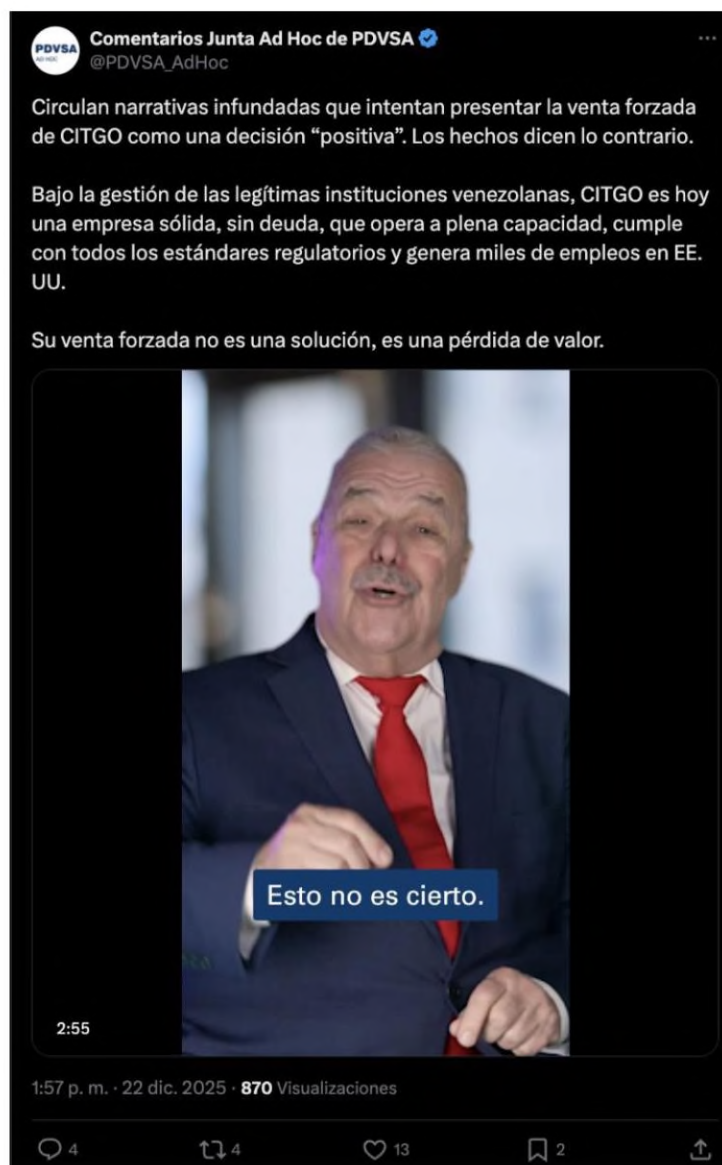 PDVSA
AD HOC
Comentarios Junta Ad Hoc de PDVSA
@PDVSA_AdHoc
Circulan narrativas infundadas que intentan presentar la venta forzada
de CITGO como una decisión “positiva”. Los hechos dicen lo contrario.
Bajo la gestión de las legítimas instituciones venezolanas, CITGO es hoy
una empresa sólida, sin deuda, que opera a plena capacidad, cumple
con todos los estándares regulatorios y genera miles de empleos en EE.
UU.
Su venta forzada no es una solución, es una pérdida de valor.
Esto no es cierto.
2:55
1:57 p. m. · 22 dic. 2025 · 870 Visualizaciones
4 4 13 2